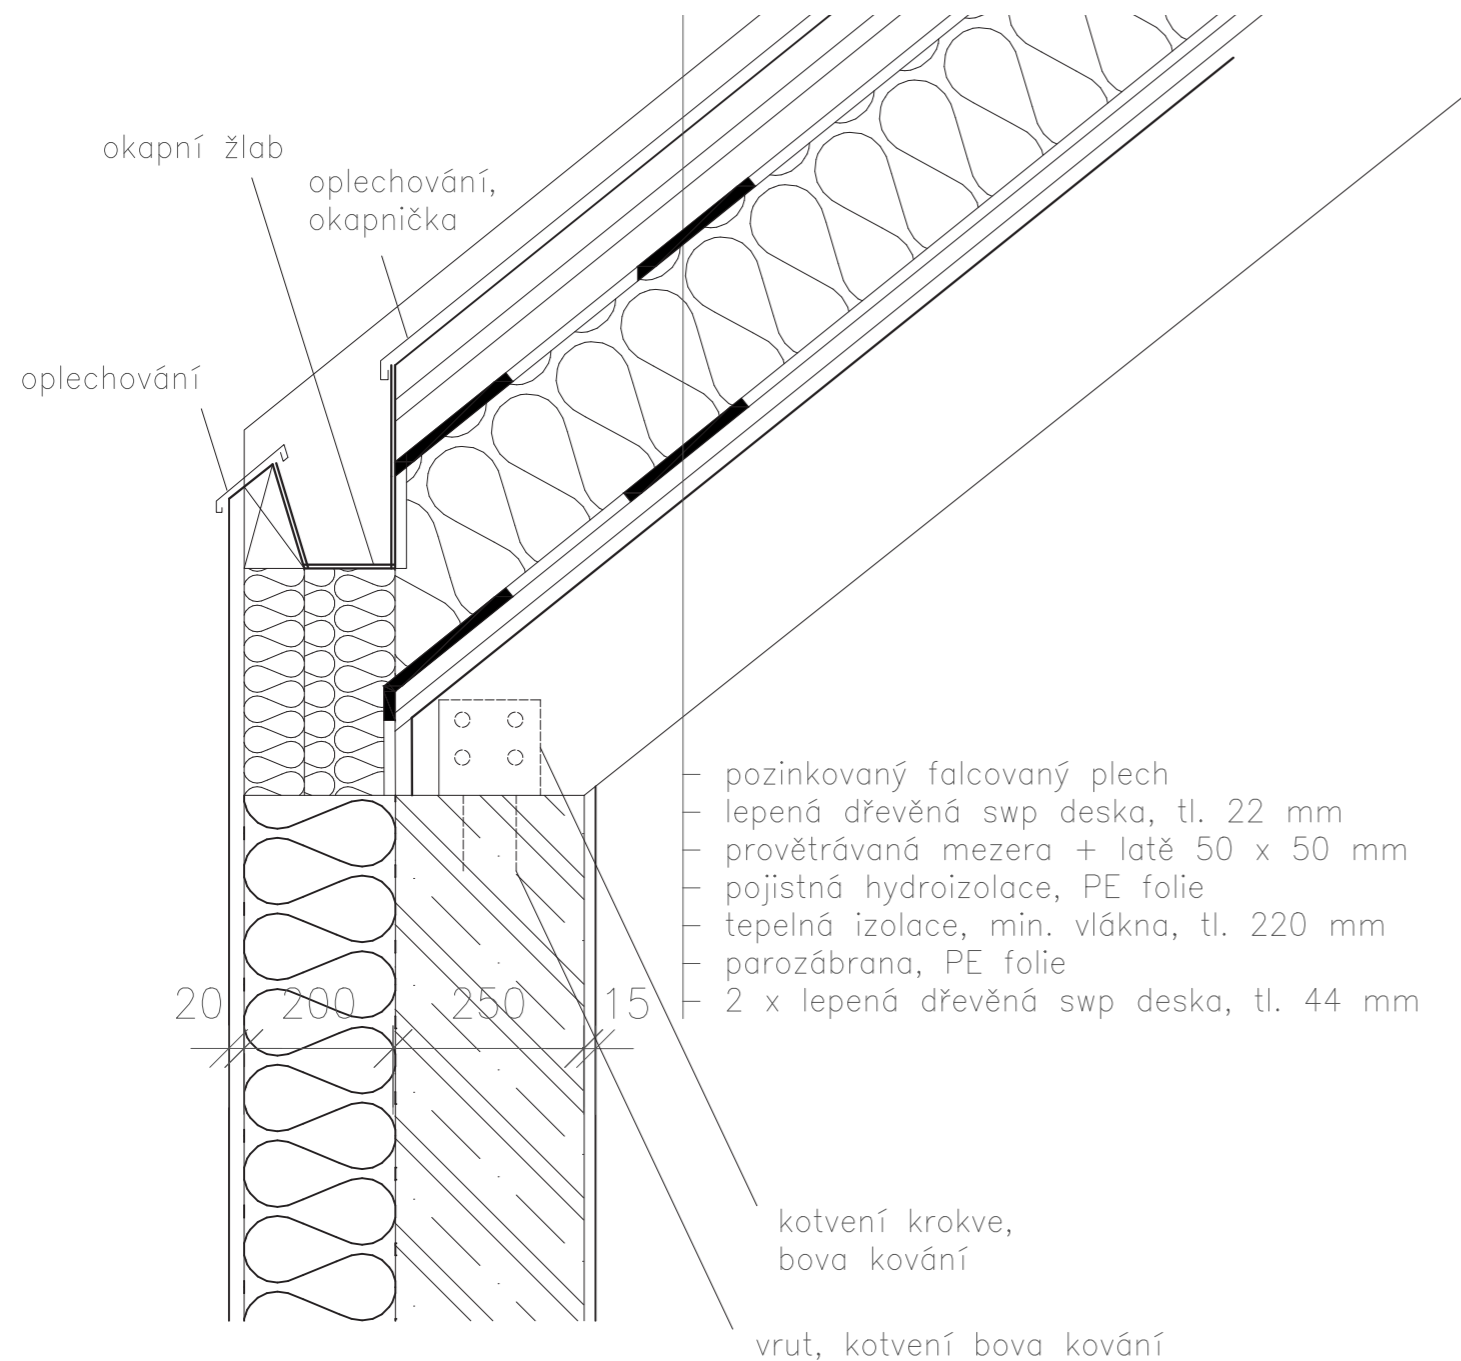 okapní žlab
oplechování,
okapnička
oplechování
pozinkovaný falcovaný plech
lepená dřevěná swp deska, tl. 22 mm
provětrávaná mezera + latě 50 x 50 mm
pojistná hydroizolace, PE folie
tepelná izolace, min. vlákna, tl. 220 mm
parozábrana, PE folie
2 x lepená dřevěná swp deska, tl. 44 mm
20 200 250 15
kotvení krokve,
bova kování
vrut, kotvení bova kování